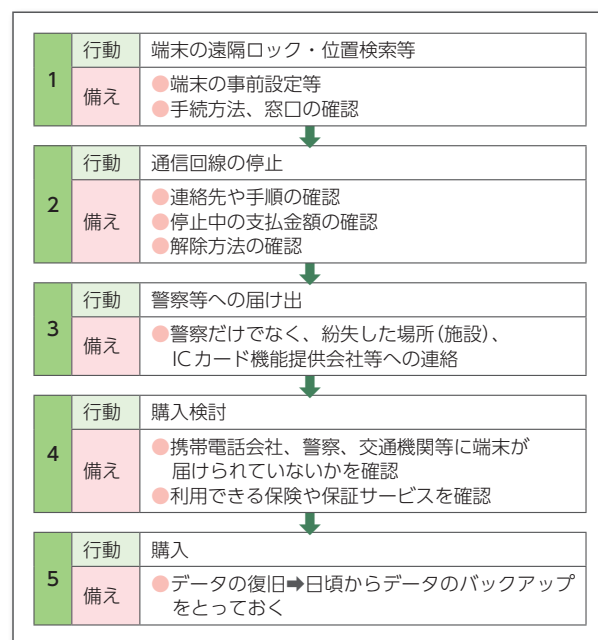 1
行動
端末の遠隔ロック・位置検索等
備え
●端末の事前設定等
●手続方法、窓口の確認
2
行動
通信回線の停止
備え
●連絡先や手順の確認
●停止中の支払金額の確認
●解除方法の確認
3
行動
警察等への届け出
備え
●警察だけでなく、紛失した場所(施設)、
ICカード機能提供会社等への連絡
4
行動
購入検討
備え
●携帯電話会社、警察、交通機関等に端末が
届けられていないかを確認
●利用できる保険や保証サービスを確認
5
行動
購入
備え
●データの復旧➡日頃からデータのバックアップ
をとっておく